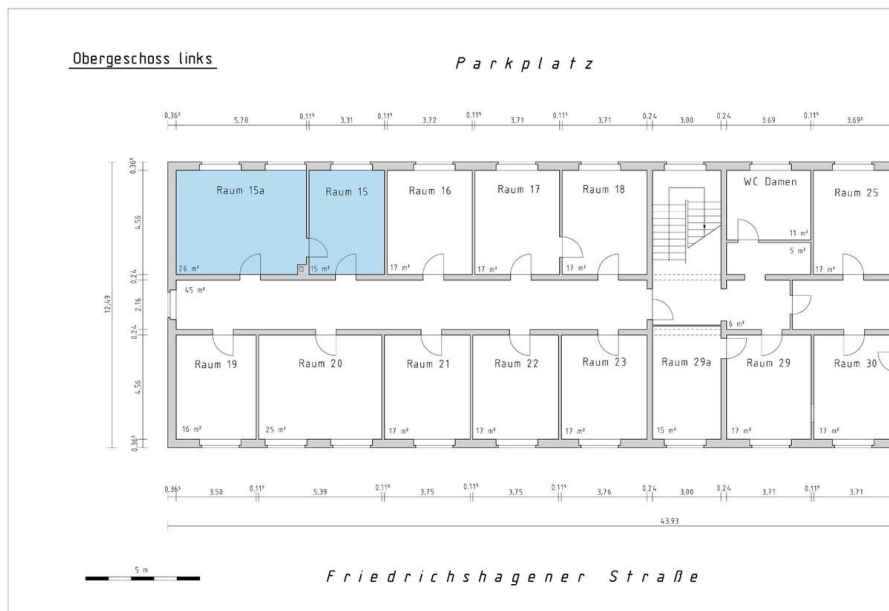 Obergeschoss links
Parkplatz
0,36⁵ 5,70 0,11⁵ 3,31 0,11⁵ 3,72 0,11⁵ 3,71 0,11⁵ 3,71 0,24 3,00 0,24 3,69 0,11⁵ 3,69⁵
0,36⁵
4,56
0,24
2,16
0,24
4,56
0,36⁵
12,49
Raum 15a
26 m²
Raum 15
15 m²
Raum 16
17 m²
Raum 17
17 m²
Raum 18
17 m²
WC Damen
11 m²
5 m²
Raum 25
17 m²
45 m²
6 m²
Raum 19
16 m²
Raum 20
25 m²
Raum 21
17 m²
Raum 22
17 m²
Raum 23
17 m²
Raum 29a
15 m²
Raum 29
17 m²
Raum 30
17 m²
0,36⁵ 3,50 0,11⁵ 5,39 0,11⁵ 3,75 0,11⁵ 3,75 0,11⁵ 3,76 0,24 3,00 0,24 3,71 0,11⁵ 3,71
43,93
5 m
Friedrichshagener Straße